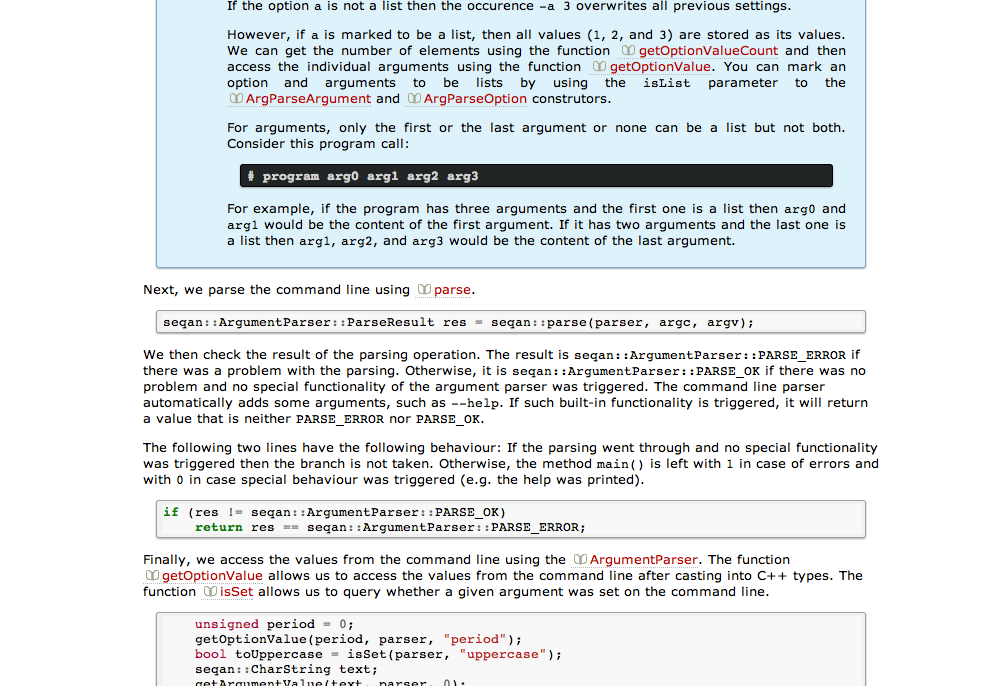 If the option a is not a list then the occurence -a 3 overwrites all previous settings.
However, if a is marked to be a list, then all values (1, 2, and 3) are stored as its values.
We can get the number of elements using the function getOptionValueCount and then
access the individual arguments using the function getOptionValue. You can mark an
option and arguments to be lists by using the isList parameter to the
ArgParseArgument and ArgParseOption construtors.
For arguments, only the first or the last argument or none can be a list but not both.
Consider this program call:
# program arg0 arg1 arg2 arg3
For example, if the program has three arguments and the first one is a list then arg0 and
arg1 would be the content of the first argument. If it has two arguments and the last one is
a list then arg1, arg2, and arg3 would be the content of the last argument.
Next, we parse the command line using parse.
seqan::ArgumentParser::ParseResult res = seqan::parse(parser, argc, argv);
We then check the result of the parsing operation. The result is seqan::ArgumentParser::PARSE_ERROR if
there was a problem with the parsing. Otherwise, it is seqan::ArgumentParser::PARSE_OK if there was no
problem and no special functionality of the argument parser was triggered. The command line parser
automatically adds some arguments, such as --help. If such built-in functionality is triggered, it will return
a value that is neither PARSE_ERROR nor PARSE_OK.
The following two lines have the following behaviour: If the parsing went through and no special functionality
was triggered then the branch is not taken. Otherwise, the method main() is left with 1 in case of errors and
with 0 in case special behaviour was triggered (e.g. the help was printed).
if (res != seqan::ArgumentParser::PARSE_OK)
return res == seqan::ArgumentParser::PARSE_ERROR;
Finally, we access the values from the command line using the ArgumentParser. The function
getOptionValue allows us to access the values from the command line after casting into C++ types. The
function isSet allows us to query whether a given argument was set on the command line.
unsigned period = 0;
getOptionValue(period, parser, "period");
bool toUppercase = isSet(parser, "uppercase");
seqan::CharString text;
getArgumentValue(text, parser, 0);